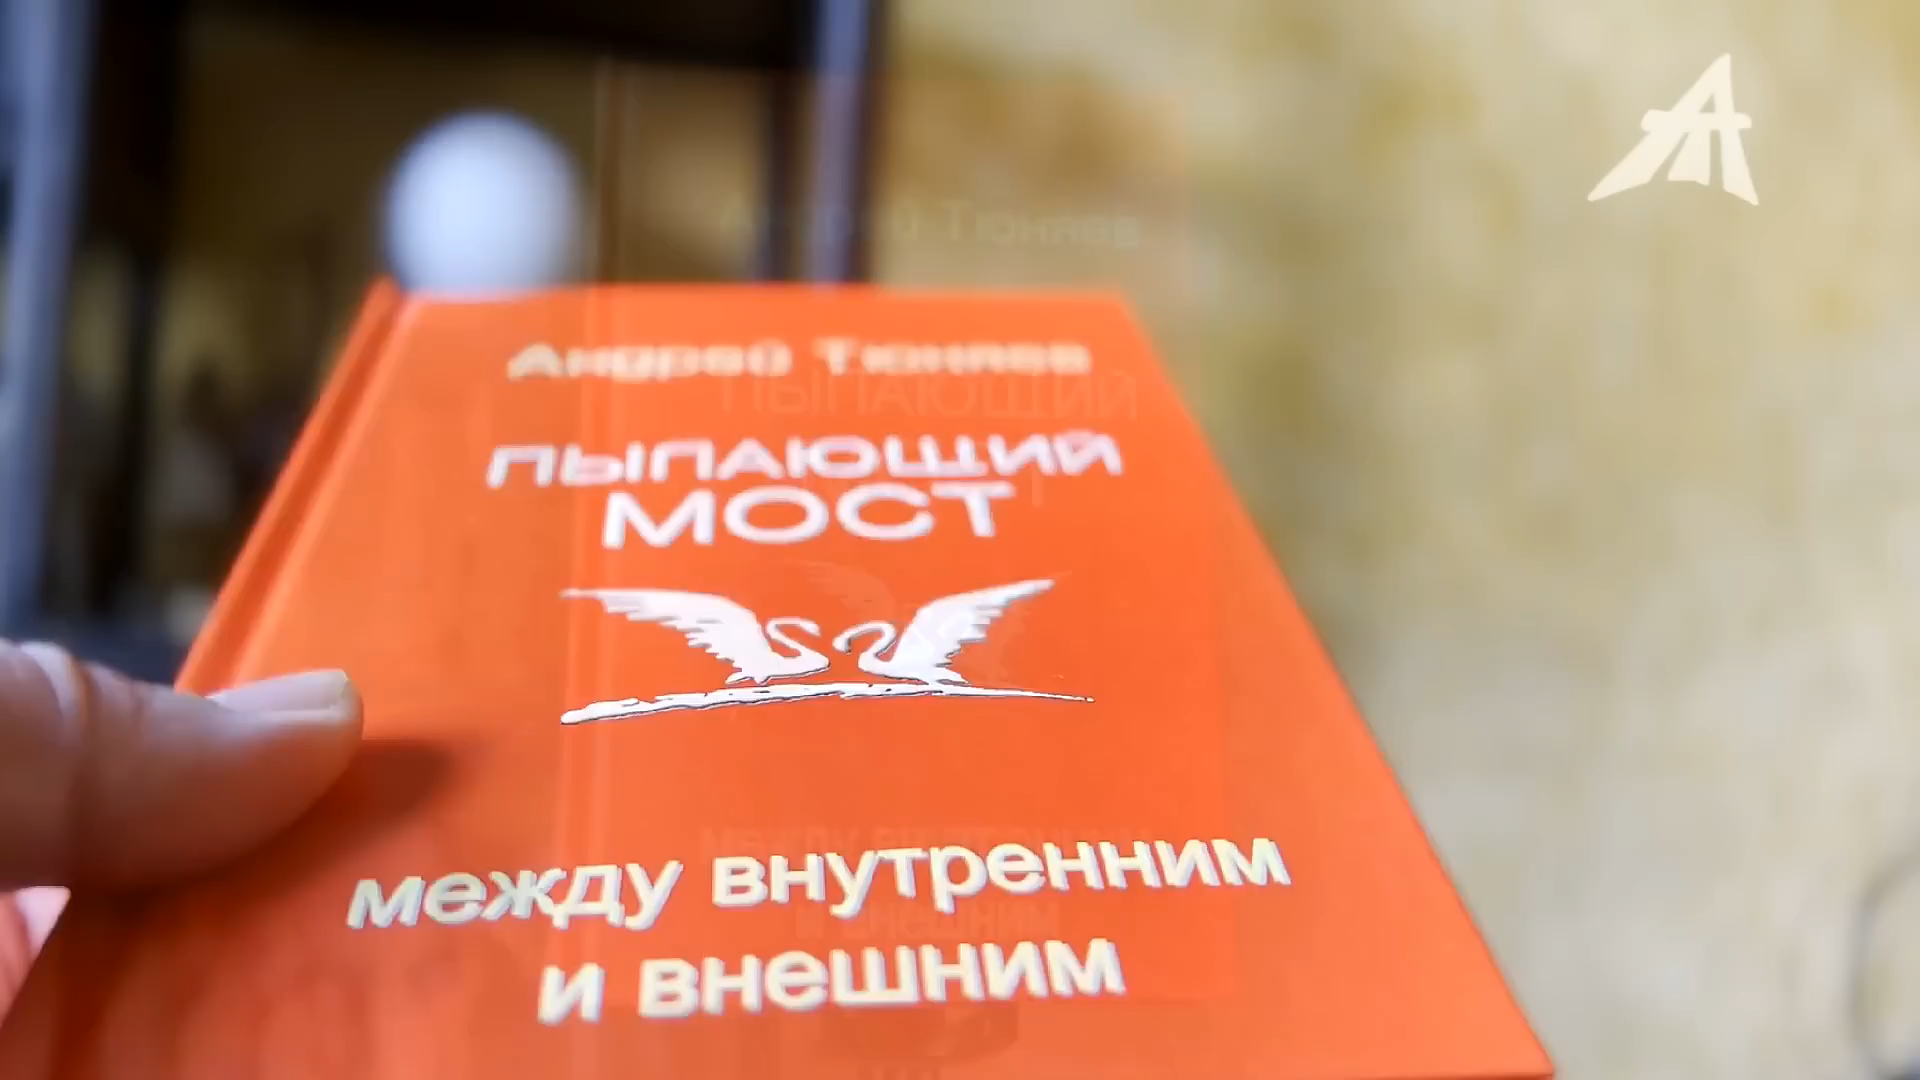 Андрей Тюняев
ПЫЛАЮЩИЙ
МОСТ
между внутренним
и внешним